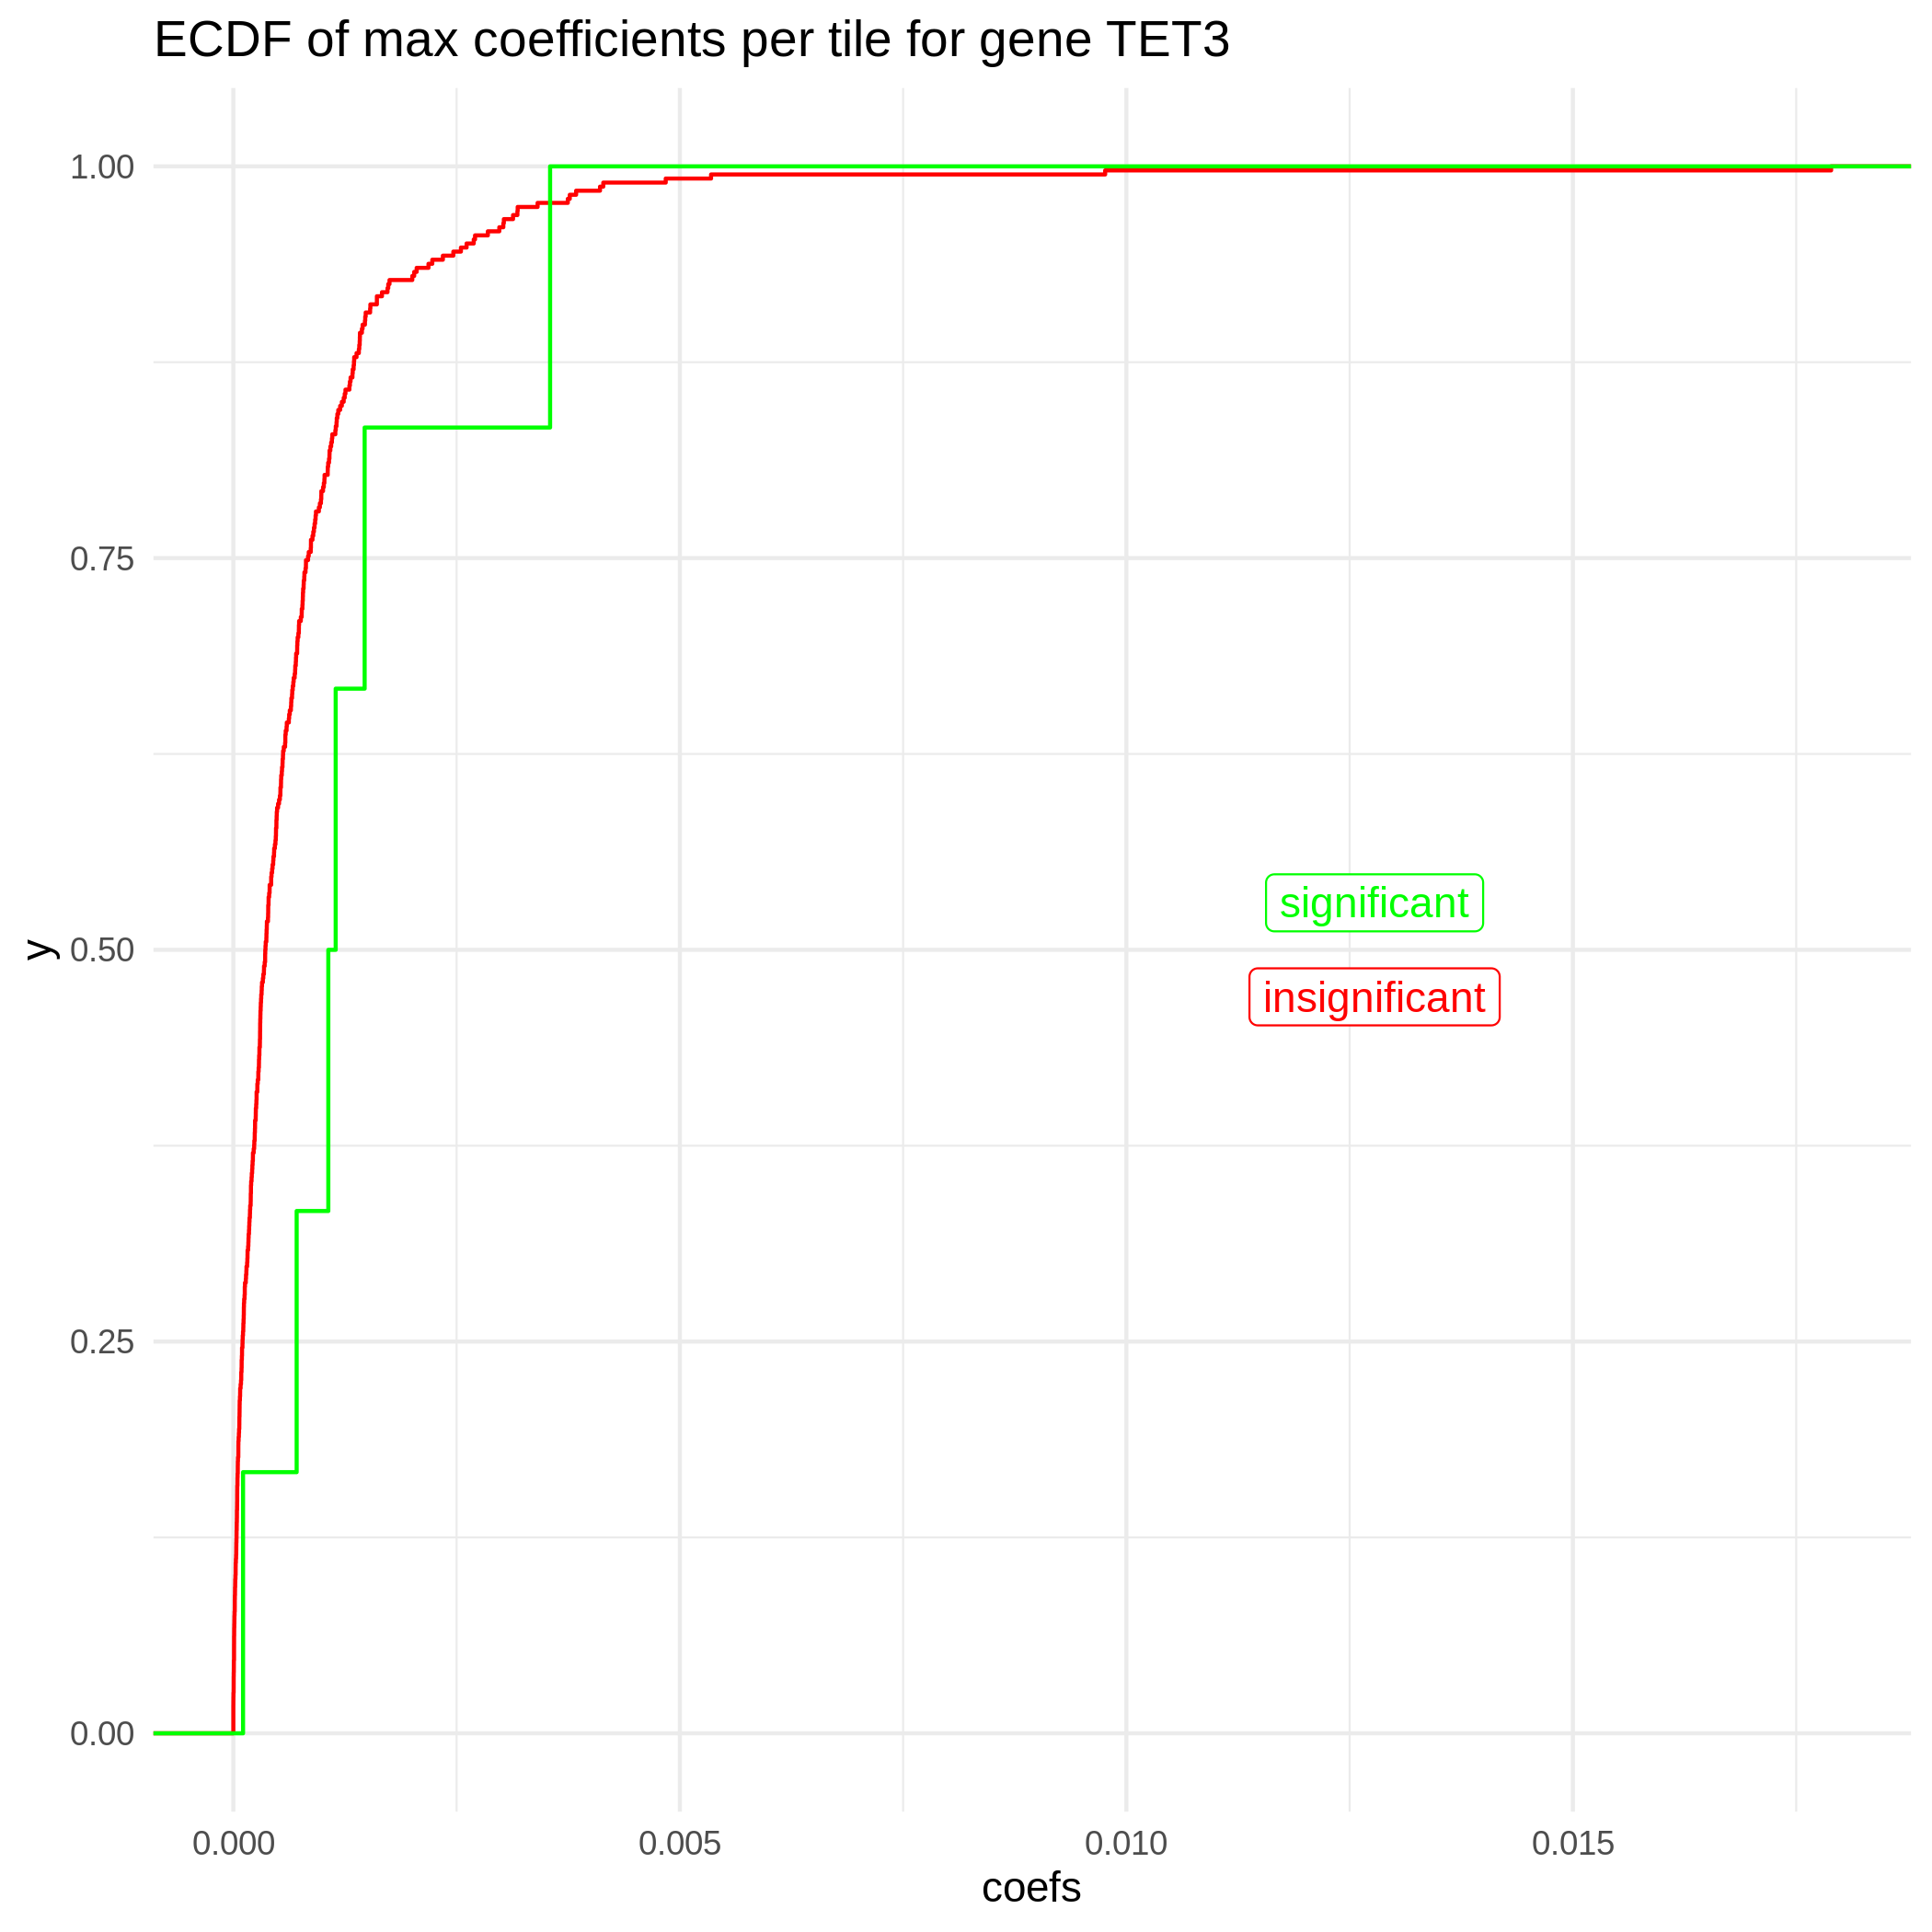 ECDF of max coefficients per tile for gene TET3
1.00
0.75
0.50
0.25
0.00
y
significant
insignificant
0.000
0.005
0.010
0.015
coefs